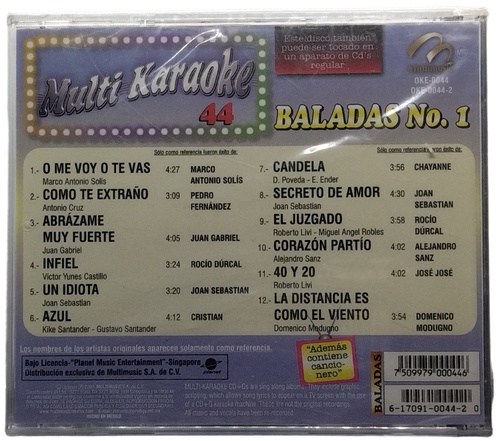 Este disco también
puede ser tocado en
un aparato de Cd's
regular
Multimusic
OKE-0044
OKE-0044-2
Multi Karaoke
44
BALADAS No. 1
Sólo como referencia fueron éxito de:
1.- O ME VOY O TE VAS 4:27 MARCO ANTONIO SOLÍS
Marco Antonio Solís
2.- COMO TE EXTRAÑO 3:09 PEDRO FERNÁNDEZ
Antonio Cruz
3.- ABRÁZAME
MUY FUERTE 4:05 JUAN GABRIEL
Juan Gabriel
4.- INFIEL 3:24 ROCÍO DÚRCAL
Víctor Yunes Castillo
5.- UN IDIOTA 3:20 JOAN SEBASTIAN
Joan Sebastian
6.- AZUL 4:12 CRISTIAN
Kike Santander - Gustavo Santander
Sólo como referencia fueron éxito de:
7.- CANDELA 3:56 CHAYANNE
D. Poveda - E. Ender
8.- SECRETO DE AMOR 4:30 JOAN SEBASTIAN
Joan Sebastian
9.- EL JUZGADO 3:58 ROCÍO DÚRCAL
Roberto Livi - Miguel Angel Robles
10.- CORAZÓN PARTÍO 4:02 ALEJANDRO SANZ
Alejandro Sanz
11.- 40 Y 20 4:02 JOSÉ JOSÉ
Roberto Livi
12.- LA DISTANCIA ES
COMO EL VIENTO 3:54 DOMENICO MODUGNO
Domenico Modugno
Los nombres de los artistas originales aparecen solamente como referencia.
Bajo Licencia-"Planet Music Entertainment"-Singapore
Distribución exclusiva de Multimusic S.A. de C.V.
"Además
contiene
cancio-
nero"
BALADAS
7 509979 000446
6-17091-0044-2 0